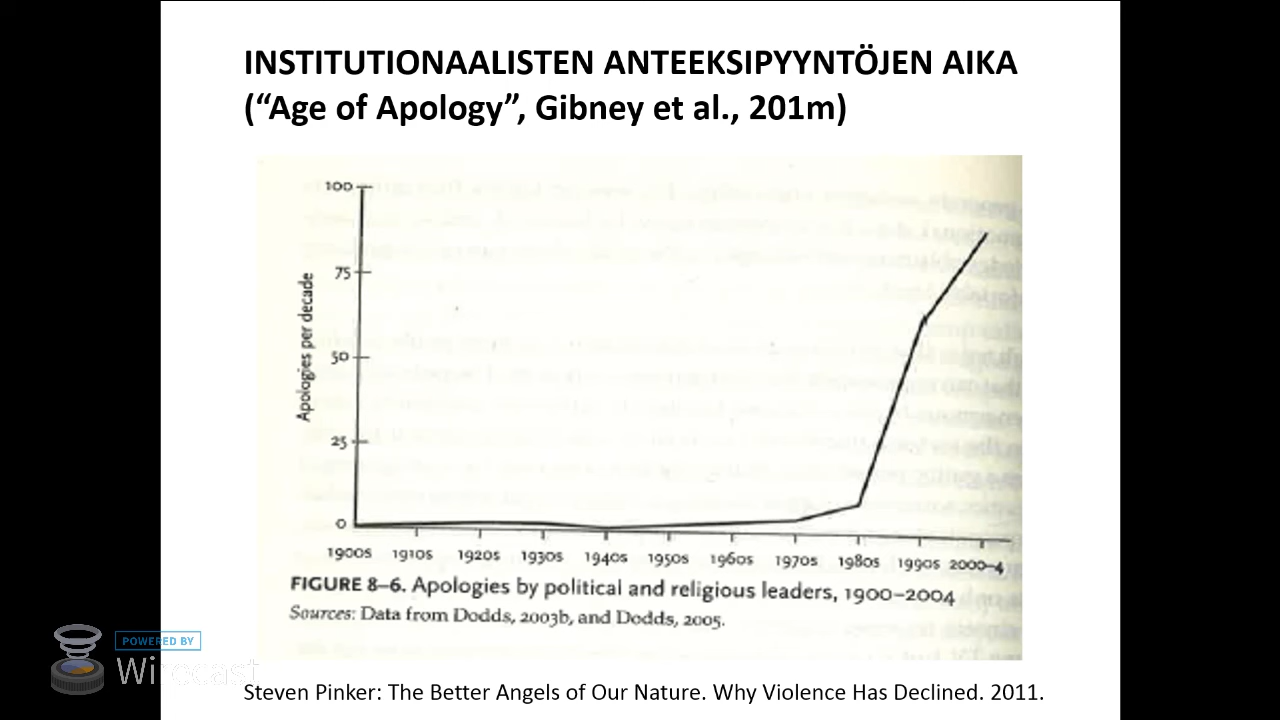 INSTITUTIONAALISTEN ANTEEKSIPYYNTÖJEN AIKA
(“Age of Apology”, Gibney et al., 201m)
100
75
50
25
0
Apologies per decade
1900s 1910s 1920s 1930s 1940s 1950s 1960s 1970s 1980s 1990s 2000–4
FIGURE 8–6. Apologies by political and religious leaders, 1900–2004
Sources: Data from Dodds, 2003b, and Dodds, 2005.
POWERED BY
Wirecast
Steven Pinker: The Better Angels of Our Nature. Why Violence Has Declined. 2011.